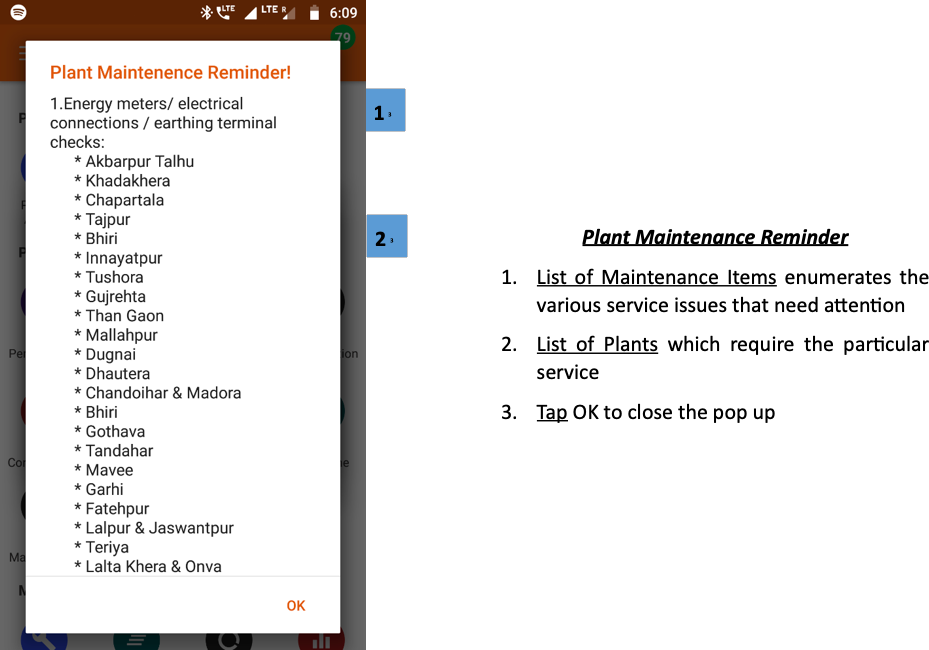 LTE LTE R 6:09
79
Plant Maintenence Reminder!
1.Energy meters/ electrical
connections / earthing terminal
checks:
* Akbarpur Talhu
* Khadakhera
* Chapartala
* Tajpur
* Bhiri
* Innayatpur
* Tushora
* Gujrehta
* Than Gaon
* Mallahpur
* Dugnai
* Dhautera
* Chandoihar & Madora
* Bhiri
* Gothava
* Tandahar
* Mavee
* Garhi
* Fatehpur
* Lalpur & Jaswantpur
* Teriya
* Lalta Khera & Onva
OK
1 3
2 3
Plant Maintenance Reminder
1. List of Maintenance Items enumerates the
various service issues that need attention
2. List of Plants which require the particular
service
3. Tap OK to close the pop up